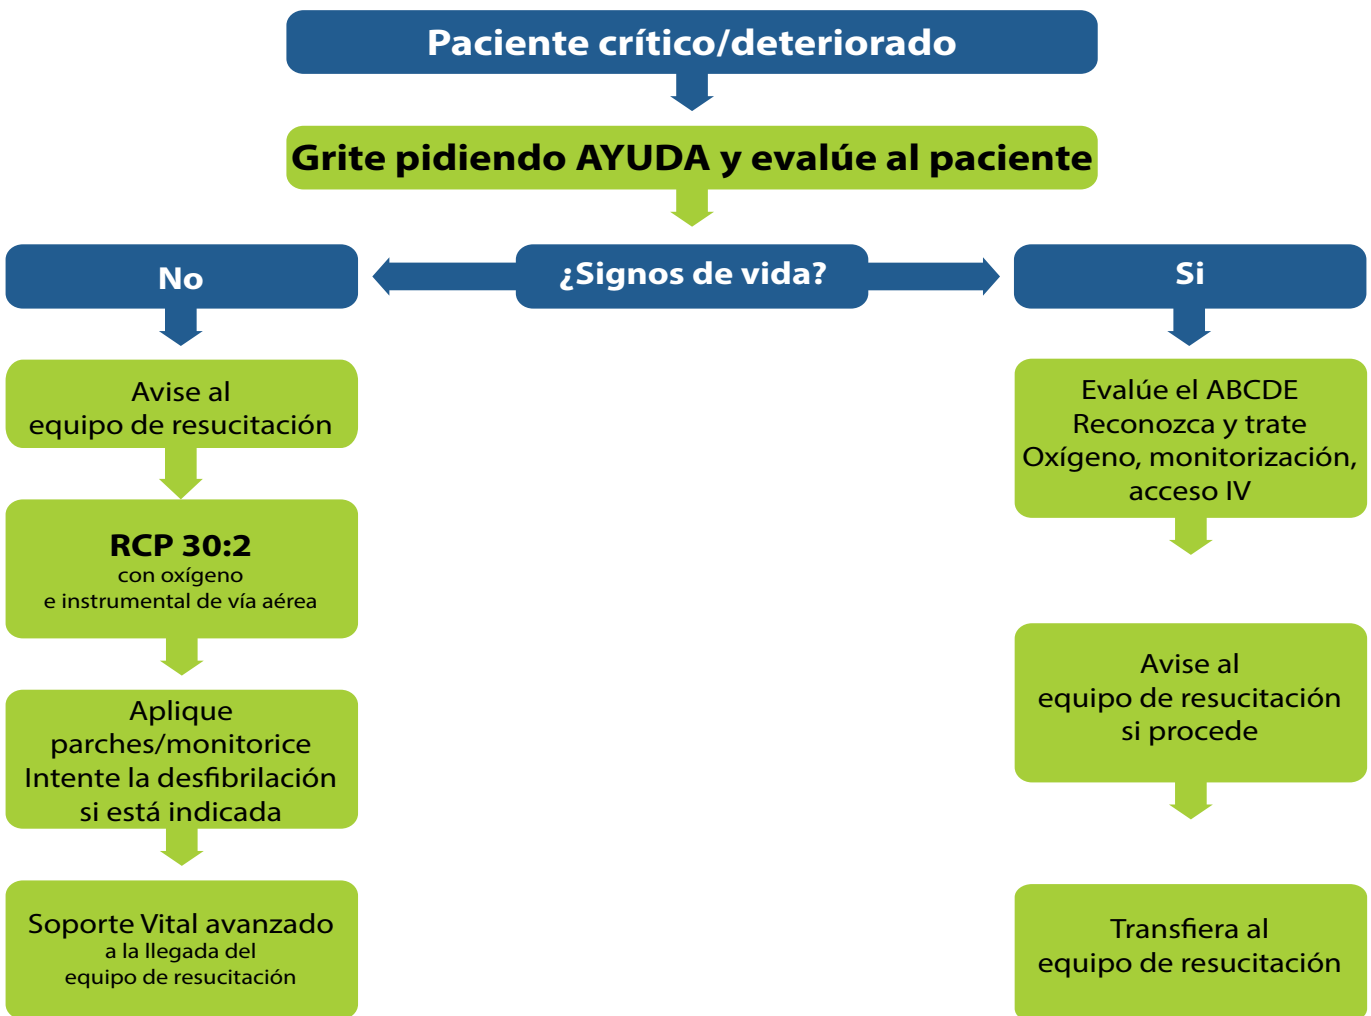 Paciente crítico/deteriorado
Grite pidiendo AYUDA y evalúe al paciente
No
¿Signos de vida?
Si
Avise al
equipo de resucitación
RCP 30:2
con oxígeno
e instrumental de vía aérea
Aplique
parches/monitorice
Intente la desfibrilación
si está indicada
Soporte Vital avanzado
a la llegada del
equipo de resucitación
Evalúe el ABCDE
Reconozca y trate
Oxígeno, monitorización,
acceso IV
Avise al
equipo de resucitación
si procede
Transfiera al
equipo de resucitación